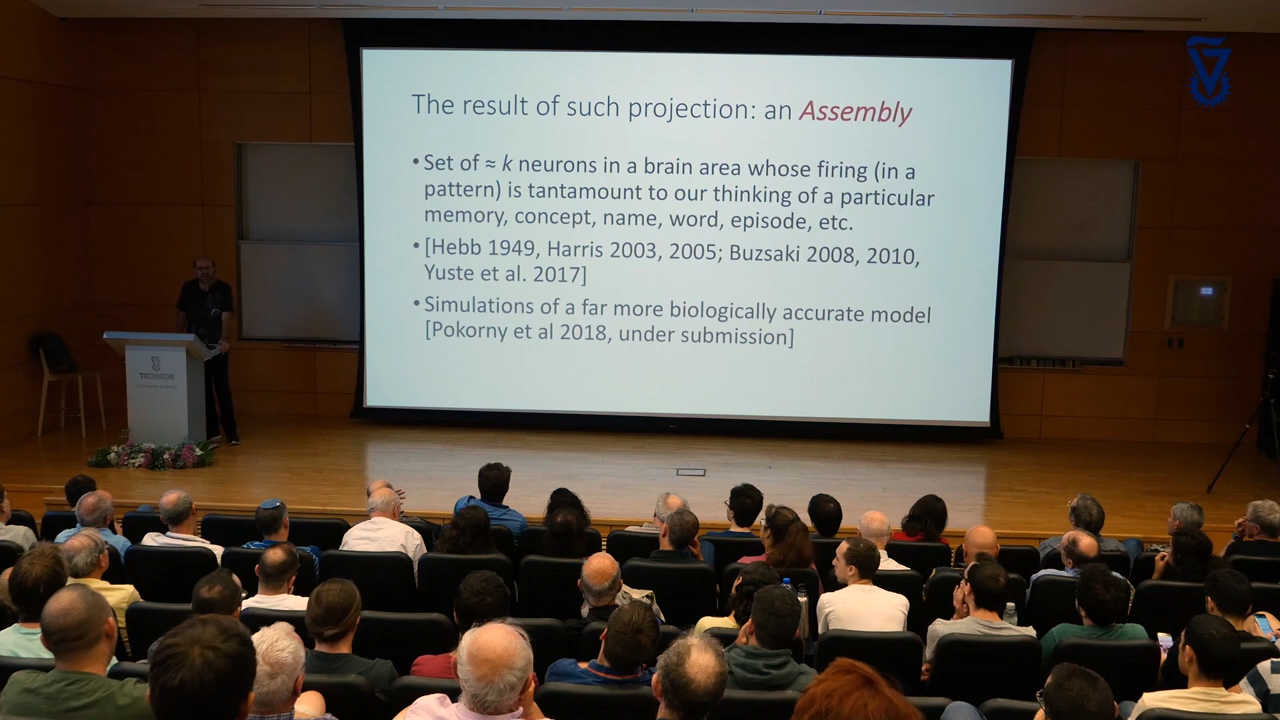 The result of such projection: an Assembly
• Set of ≈ k neurons in a brain area whose firing (in a
pattern) is tantamount to our thinking of a particular
memory, concept, name, word, episode, etc.
• [Hebb 1949, Harris 2003, 2005; Buzsaki 2008, 2010,
Yuste et al. 2017]
• Simulations of a far more biologically accurate model
[Pokorny et al 2018, under submission]
TECHNION